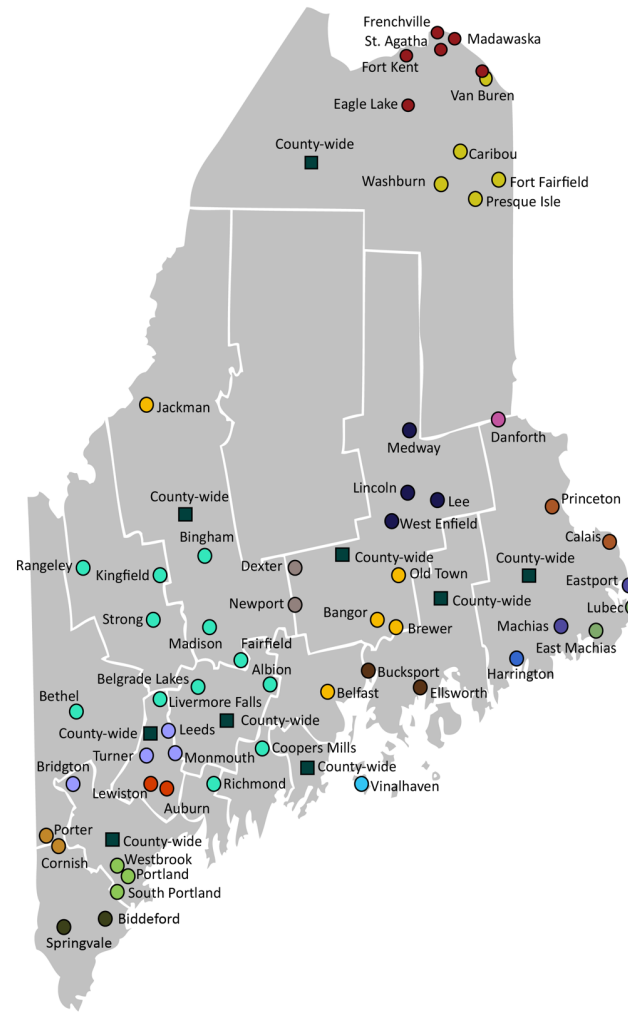 Frenchville
St. Agatha
Madawaska
Fort Kent
Van Buren
Eagle Lake
County-wide
Caribou
Washburn
Fort Fairfield
Presque Isle
Jackman
Danforth
Medway
Lincoln
Lee
County-wide
Princeton
West Enfield
Bingham
Calais
County-wide
County-wide
Rangeley
Kingfield
Dexter
Old Town
Eastport
County-wide
Newport
Lubec
Strong
Bangor
Brewer
Machias
Madison
Fairfield
East Machias
Albion
Bucksport
Harrington
Belgrade Lakes
Belfast
Ellsworth
Bethel
Livermore Falls
County-wide
County-wide
Leeds
Coopers Mills
Turner
Monmouth
Bridgton
County-wide
Lewiston
Richmond
Vinalhaven
Auburn
Porter
County-wide
Cornish
Westbrook
Portland
South Portland
Biddeford
Springvale